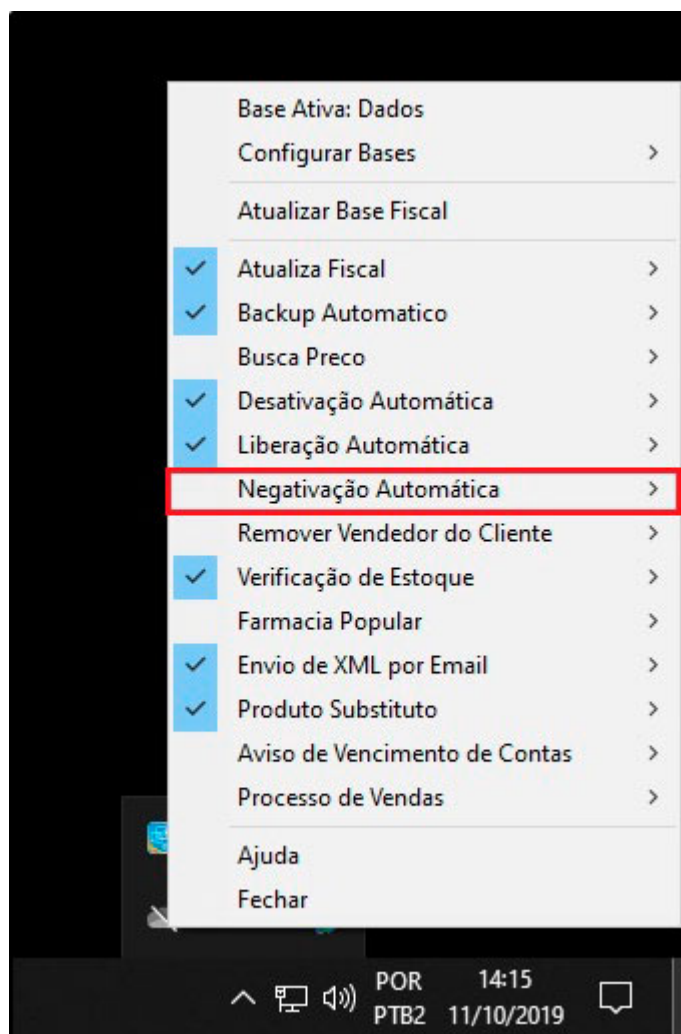 Base Ativa: Dados
Configurar Bases
Atualizar Base Fiscal
Atualiza Fiscal
Backup Automatico
Busca Preco
Desativação Automática
Liberação Automática
Negativação Automática
Remover Vendedor do Cliente
Verificação de Estoque
Farmacia Popular
Envio de XML por Email
Produto Substituto
Aviso de Vencimento de Contas
Processo de Vendas
Ajuda
Fechar
POR 14:15
PTB2 11/10/2019